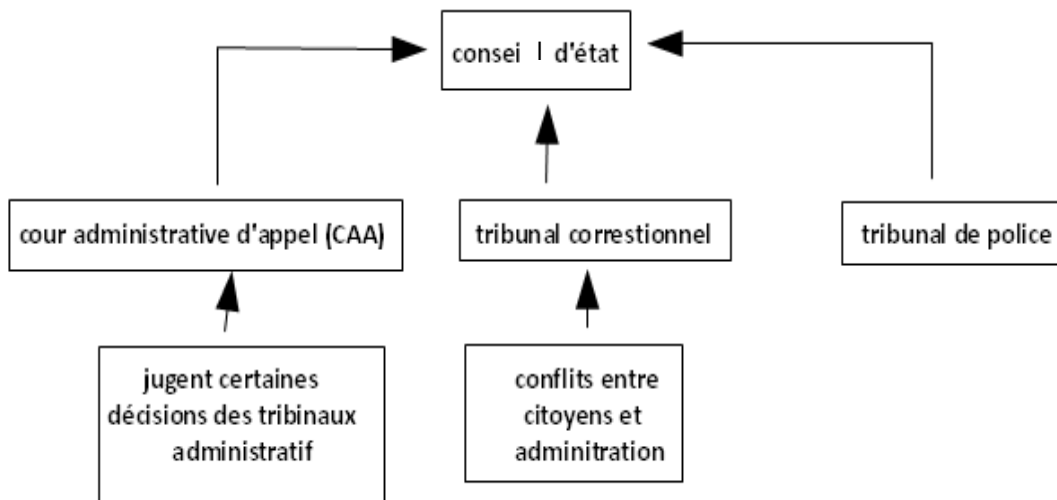 consei l d'état
cour administrative d'appel (CAA)
tribunal correstionnel
tribunal de police
jugent certaines
décisions des tribinaux
administratif
conflits entre
citoyens et
adminitration